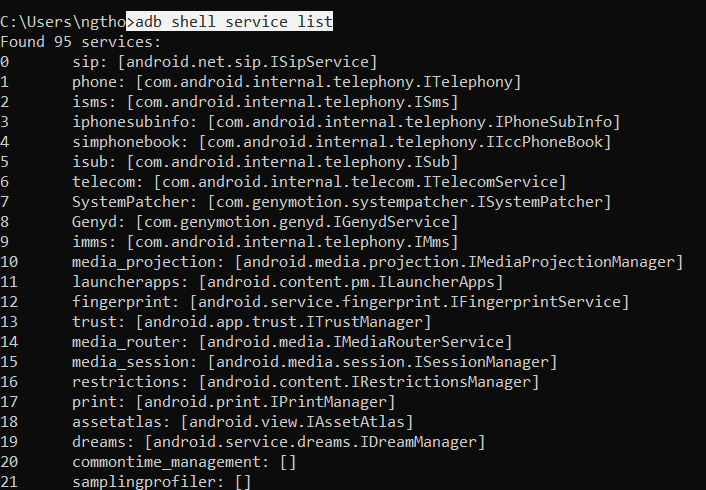 C:\Users\ngtho>adb shell service list
Found 95 services:
0 sip: [android.net.sip.ISipService]
1 phone: [com.android.internal.telephony.ITelephony]
2 isms: [com.android.internal.telephony.ISms]
3 iphonesubinfo: [com.android.internal.telephony.IPhoneSubInfo]
4 simphonebook: [com.android.internal.telephony.IIccPhoneBook]
5 isub: [com.android.internal.telephony.ISub]
6 telecom: [com.android.internal.telecom.ITelecomService]
7 SystemPatcher: [com.genymotion.systempatcher.ISystemPatcher]
8 Genyd: [com.genymotion.genyd.IGenydService]
9 imms: [com.android.internal.telephony.IMms]
10 media_projection: [android.media.projection.IMediaProjectionManager]
11 launcherapps: [android.content.pm.ILauncherApps]
12 fingerprint: [android.service.fingerprint.IFingerprintService]
13 trust: [android.app.trust.ITrustManager]
14 media_router: [android.media.IMediaRouterService]
15 media_session: [android.media.session.ISessionManager]
16 restrictions: [android.content.IRestrictionsManager]
17 print: [android.print.IPrintManager]
18 assetatlas: [android.view.IAssetAtlas]
19 dreams: [android.service.dreams.IDreamManager]
20 commontime_management: []
21 samplingprofiler: []